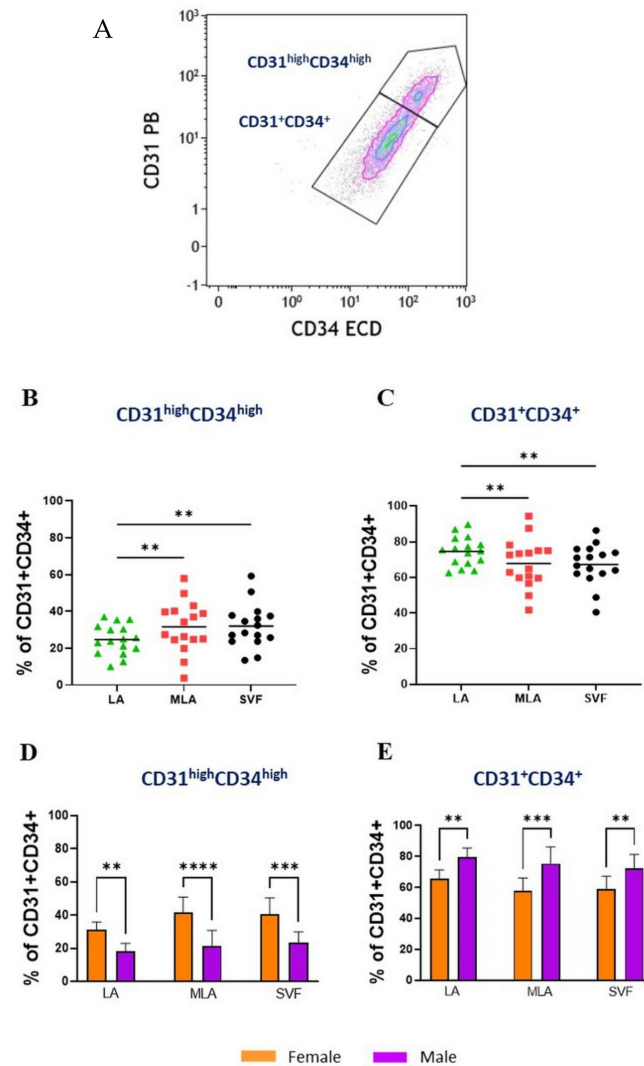 A
10³
CD31ʰⁱᵍʰCD34ʰⁱᵍʰ
10²
CD31⁺CD34⁺
CD31 PB
10¹
1
0
-1
0 10⁰ 10¹ 10² 10³
CD34 ECD
B
CD31ʰⁱᵍʰCD34ʰⁱᵍʰ
% of CD31+CD34+
100
80
60
40
20
0
**
**
LA MLA SVF
C
CD31⁺CD34⁺
% of CD31+CD34+
100
80
60
40
20
0
**
**
LA MLA SVF
D
CD31ʰⁱᵍʰCD34ʰⁱᵍʰ
% of CD31+CD34+
100
80
60
40
20
0
** **** ***
LA MLA SVF
E
CD31⁺CD34⁺
% of CD31+CD34+
100
80
60
40
20
0
** *** **
LA MLA SVF
Female Male